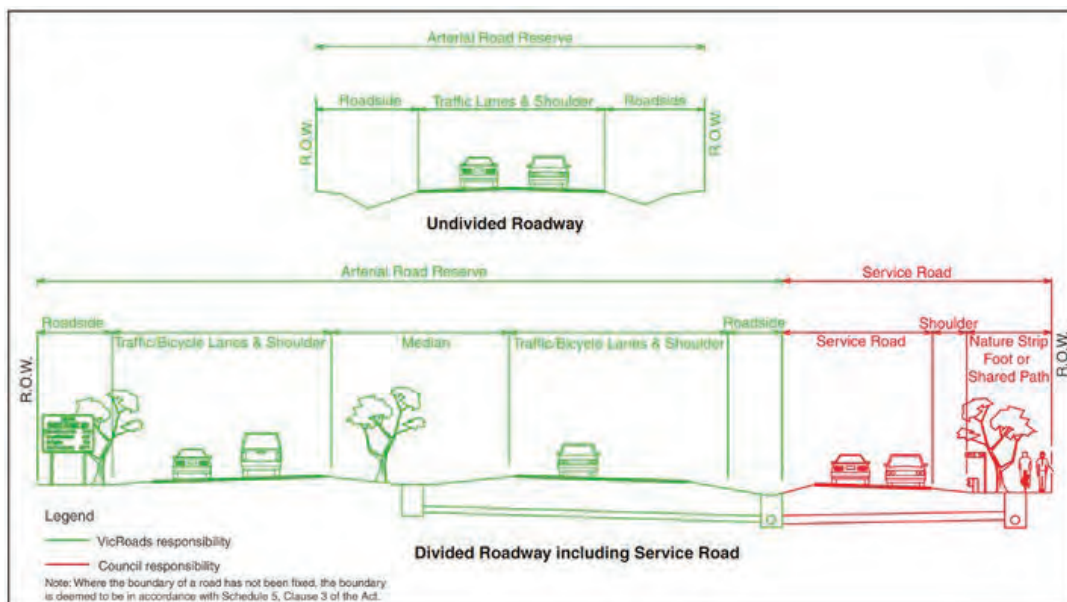 Arterial Road Reserve
Roadside Traffic Lanes & Shoulder Roadside
R.O.W. R.O.W.
Undivided Roadway
Arterial Road Reserve Service Road
Roadside Traffic/Bicycle Lanes & Shoulder Median Traffic/Bicycle Lanes & Shoulder Roadside Service Road Shoulder Nature Strip
Foot or
Shared Path
R.O.W. R.O.W.
Legend
VicRoads responsibility
Council responsibility
Divided Roadway including Service Road
Note: Where the boundary of a road has not been fixed, the boundary
is deemed to be in accordance with Schedule 5, Clause 3 of the Act.